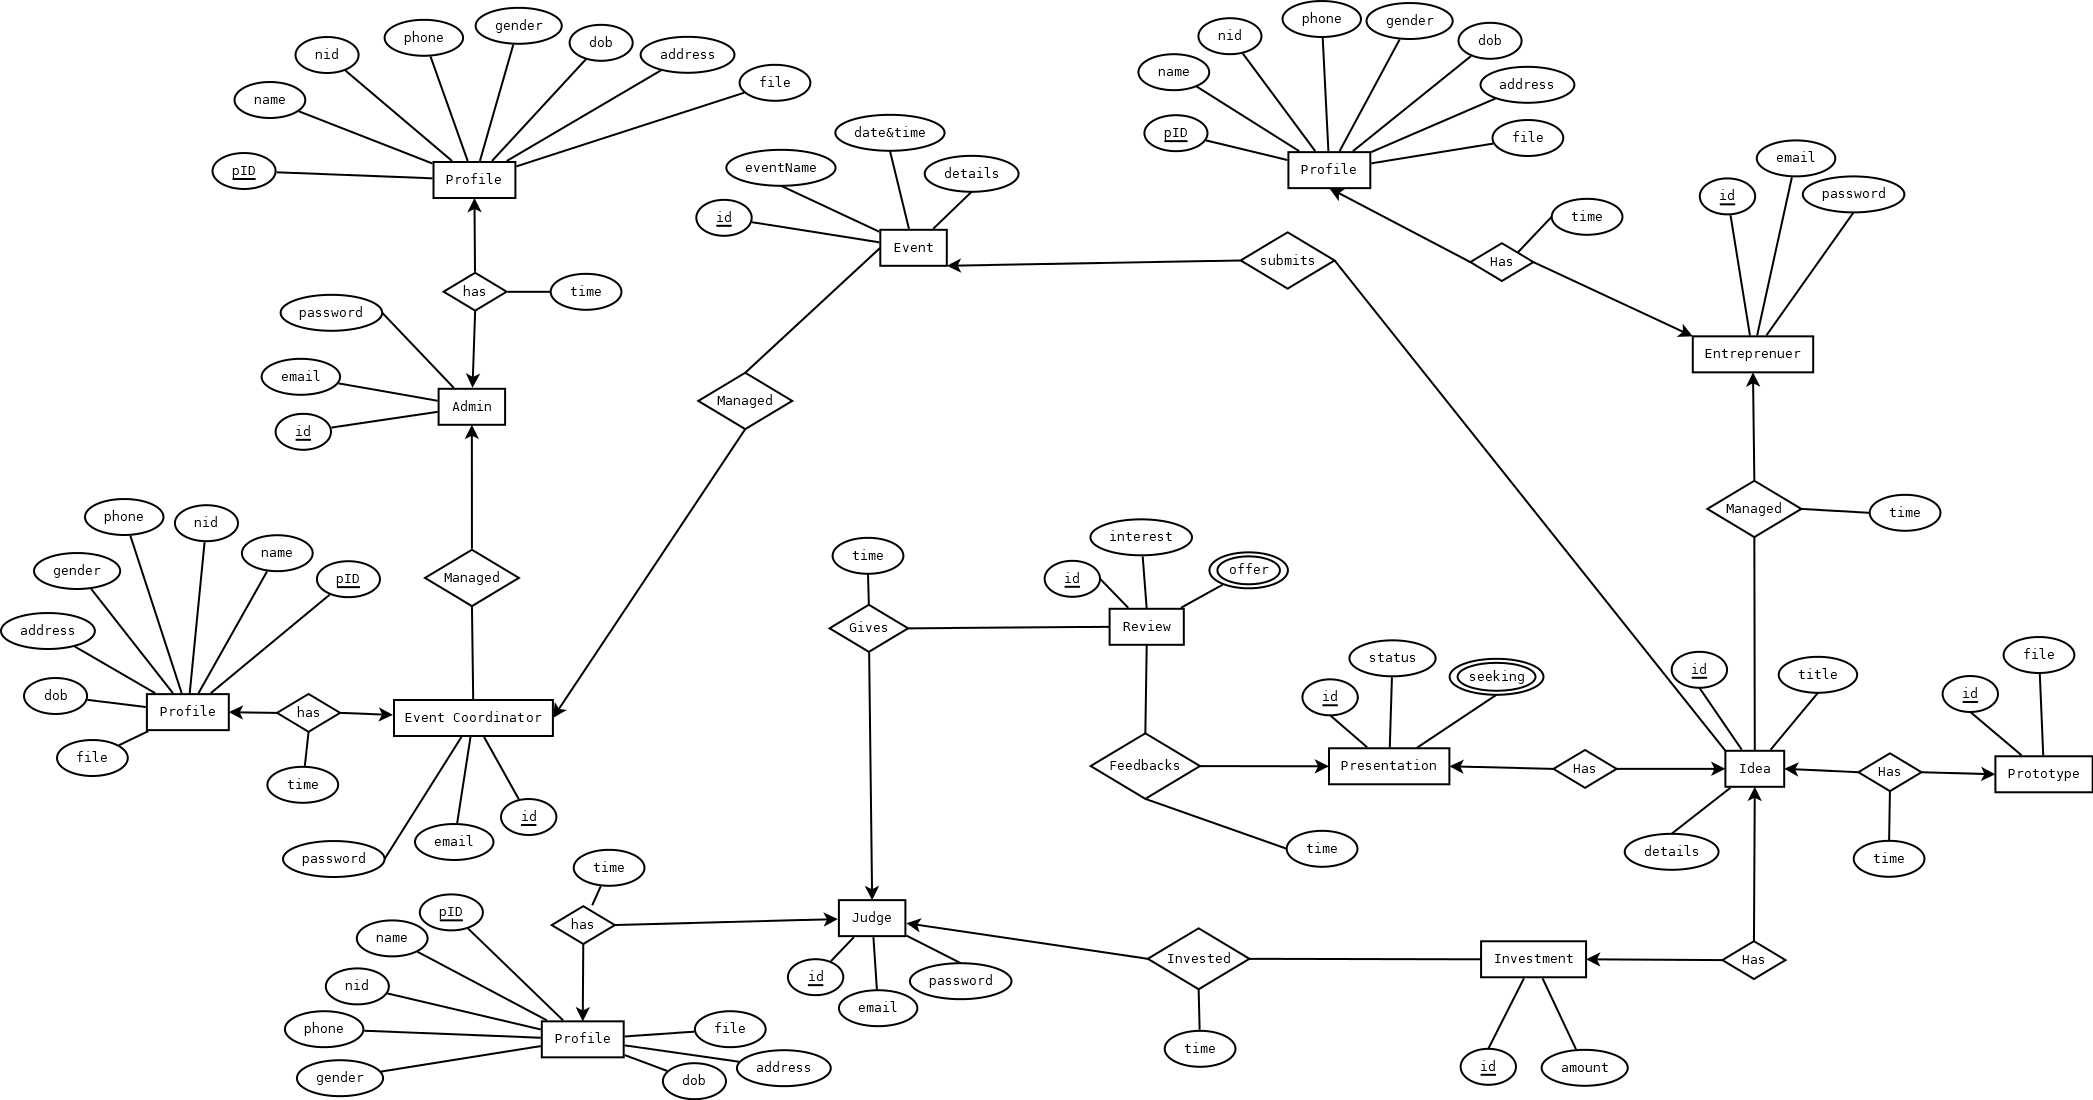 phone
gender
nid
phone
gender
dob
nid
dob
address
name
address
file
name
eventName
date&time
details
pID
file
pID
Profile
Profile
email
id
password
id
Event
time
submits
Has
has
time
password
Entreprenuer
email
Managed
Admin
id
Managed
time
phone
nid
name
gender
pID
Managed
time
interest
id
offer
Gives
Review
address
status
id
seeking
id
title
file
id
dob
Profile
has
Event Coordinator
Feedbacks
Presentation
Has
Idea
Has
Prototype
file
time
id
email
password
time
details
time
time
pID
name
has
Judge
nid
id
email
password
Invested
Investment
Has
phone
gender
Profile
file
address
dob
time
id
amount